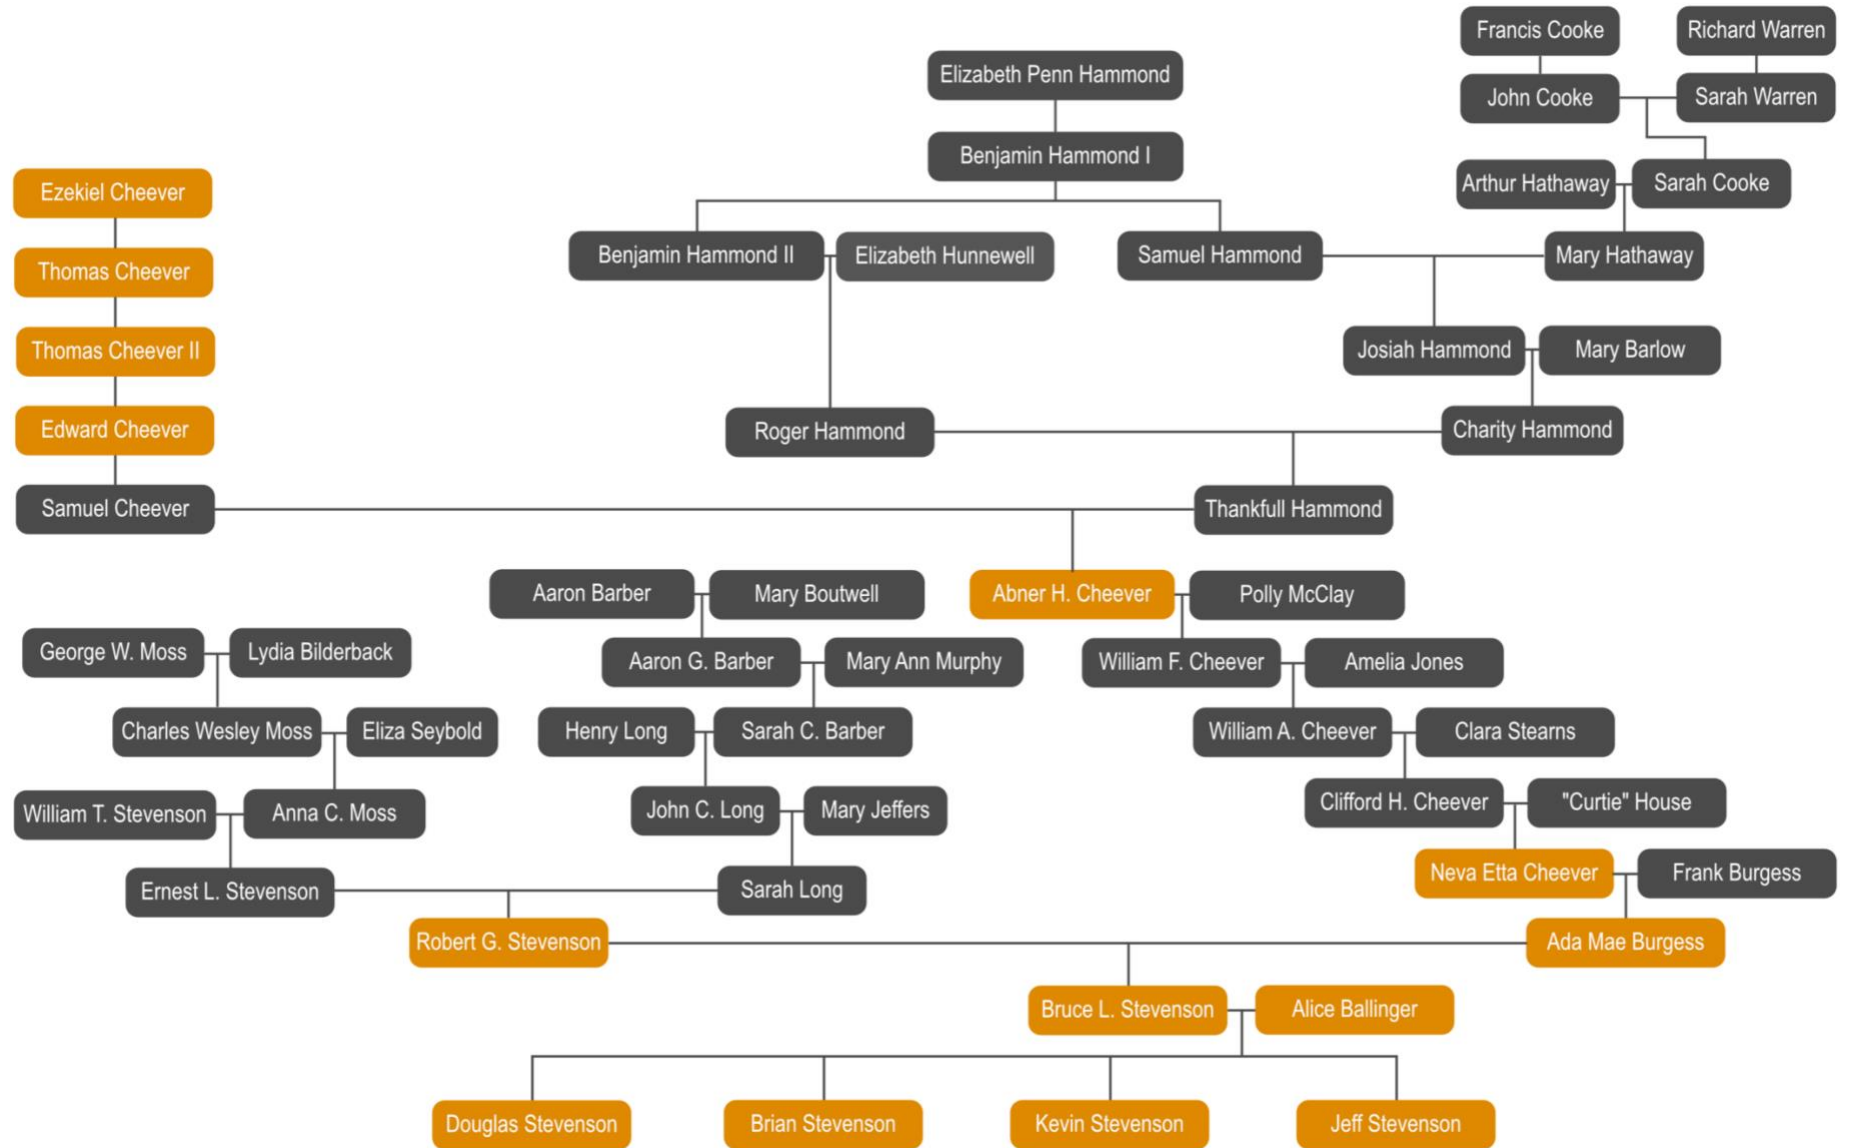 Francis Cooke
Richard Warren
Elizabeth Penn Hammond
John Cooke
Sarah Warren
Benjamin Hammond I
Ezekiel Cheever
Arthur Hathaway
Sarah Cooke
Benjamin Hammond II
Elizabeth Hunnewell
Samuel Hammond
Mary Hathaway
Thomas Cheever
Thomas Cheever II
Josiah Hammond
Mary Barlow
Edward Cheever
Roger Hammond
Charity Hammond
Samuel Cheever
Thankfull Hammond
Aaron Barber
Mary Boutwell
Abner H. Cheever
Polly McClay
George W. Moss
Lydia Bilderback
Aaron G. Barber
Mary Ann Murphy
William F. Cheever
Amelia Jones
Charles Wesley Moss
Eliza Seybold
Henry Long
Sarah C. Barber
William A. Cheever
Clara Stearns
William T. Stevenson
Anna C. Moss
John C. Long
Mary Jeffers
Clifford H. Cheever
"Curtie" House
Ernest L. Stevenson
Sarah Long
Neva Etta Cheever
Frank Burgess
Robert G. Stevenson
Ada Mae Burgess
Bruce L. Stevenson
Alice Ballinger
Douglas Stevenson
Brian Stevenson
Kevin Stevenson
Jeff Stevenson